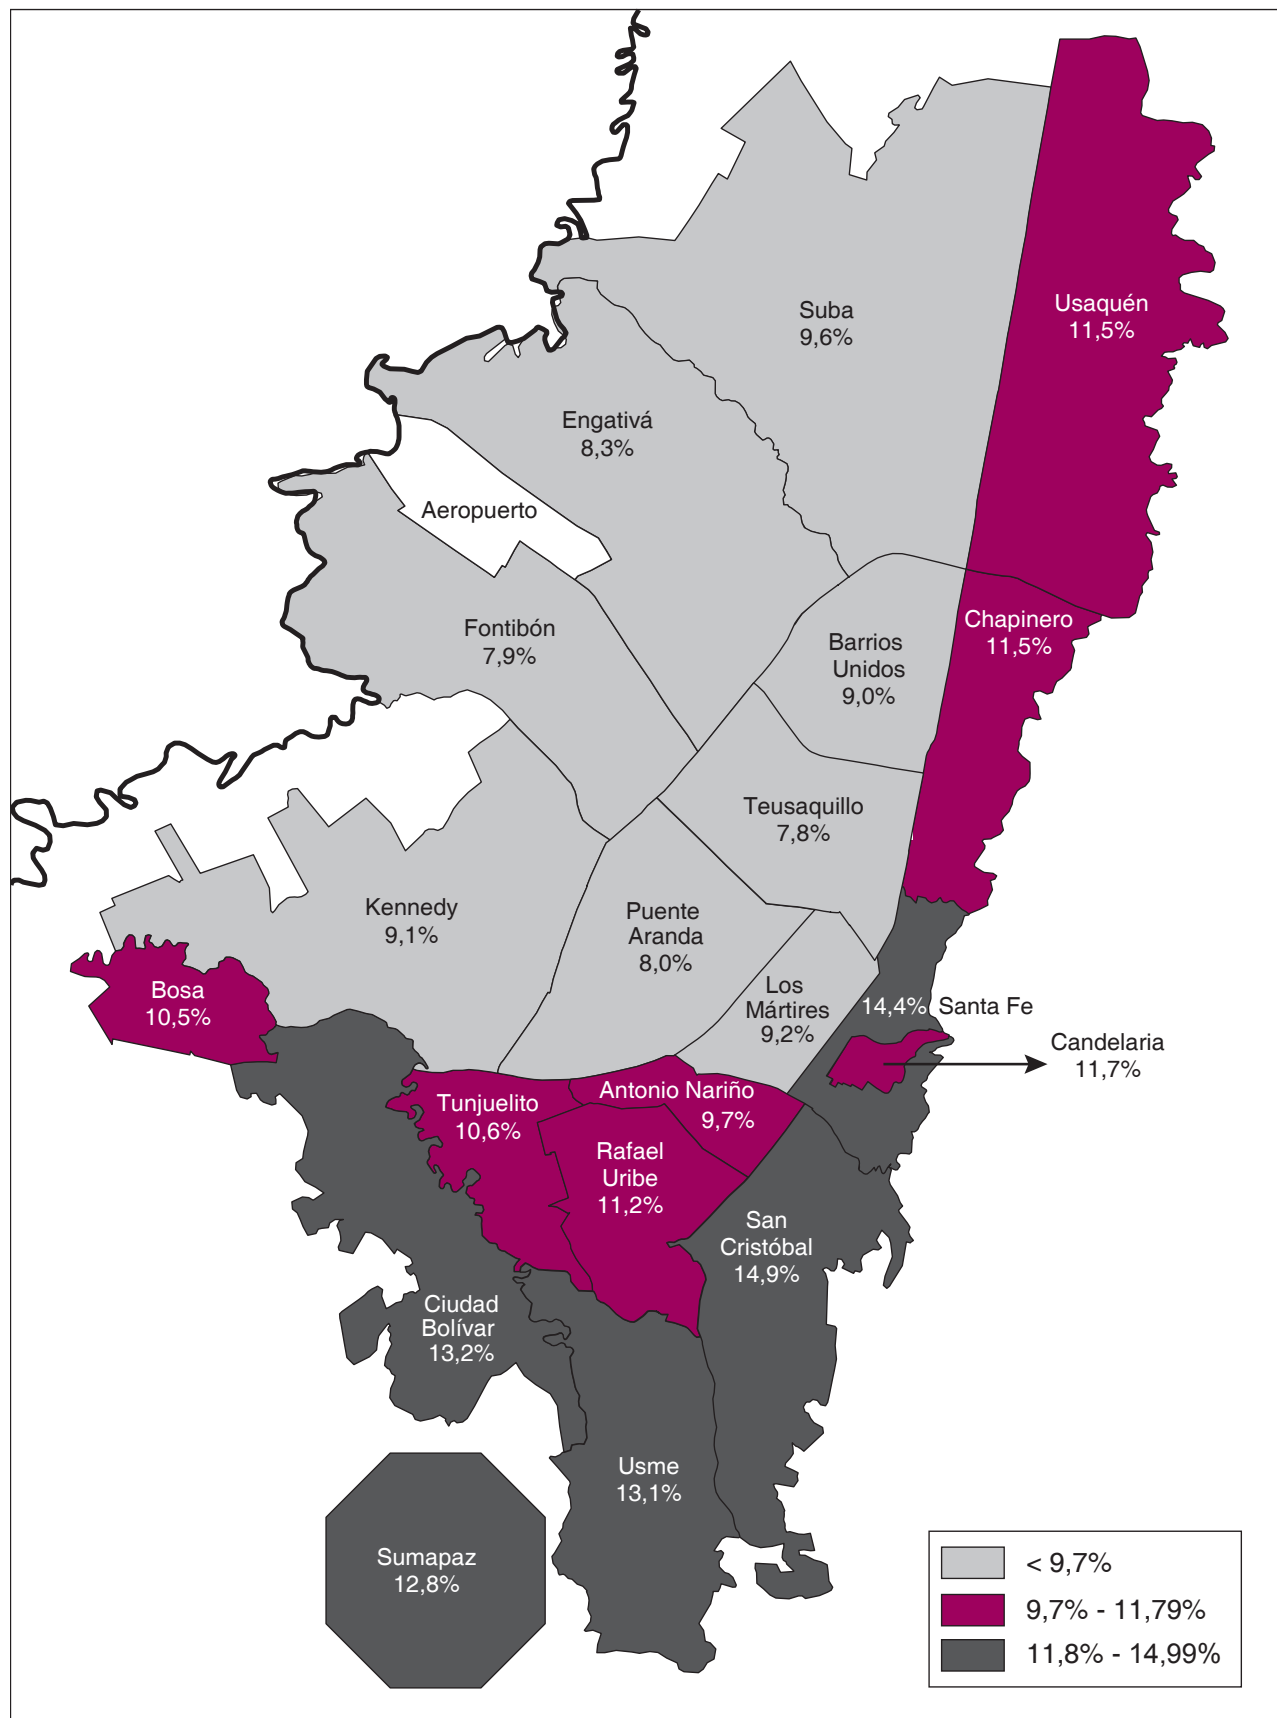 Suba
9,6%
Usaquén
11,5%
Engativá
8,3%
Aeropuerto
Fontibón
7,9%
Barrios
Unidos
9,0%
Chapinero
11,5%
Teusaquillo
7,8%
Kennedy
9,1%
Puente
Aranda
8,0%
Los
Mártires
9,2%
Bosa
10,5%
14,4% Santa Fe
Candelaria
11,7%
Tunjuelito
10,6%
Antonio Nariño
9,7%
Rafael
Uribe
11,2%
San
Cristóbal
14,9%
Ciudad
Bolívar
13,2%
Usme
13,1%
Sumapaz
12,8%
< 9,7%
9,7% - 11,79%
11,8% - 14,99%